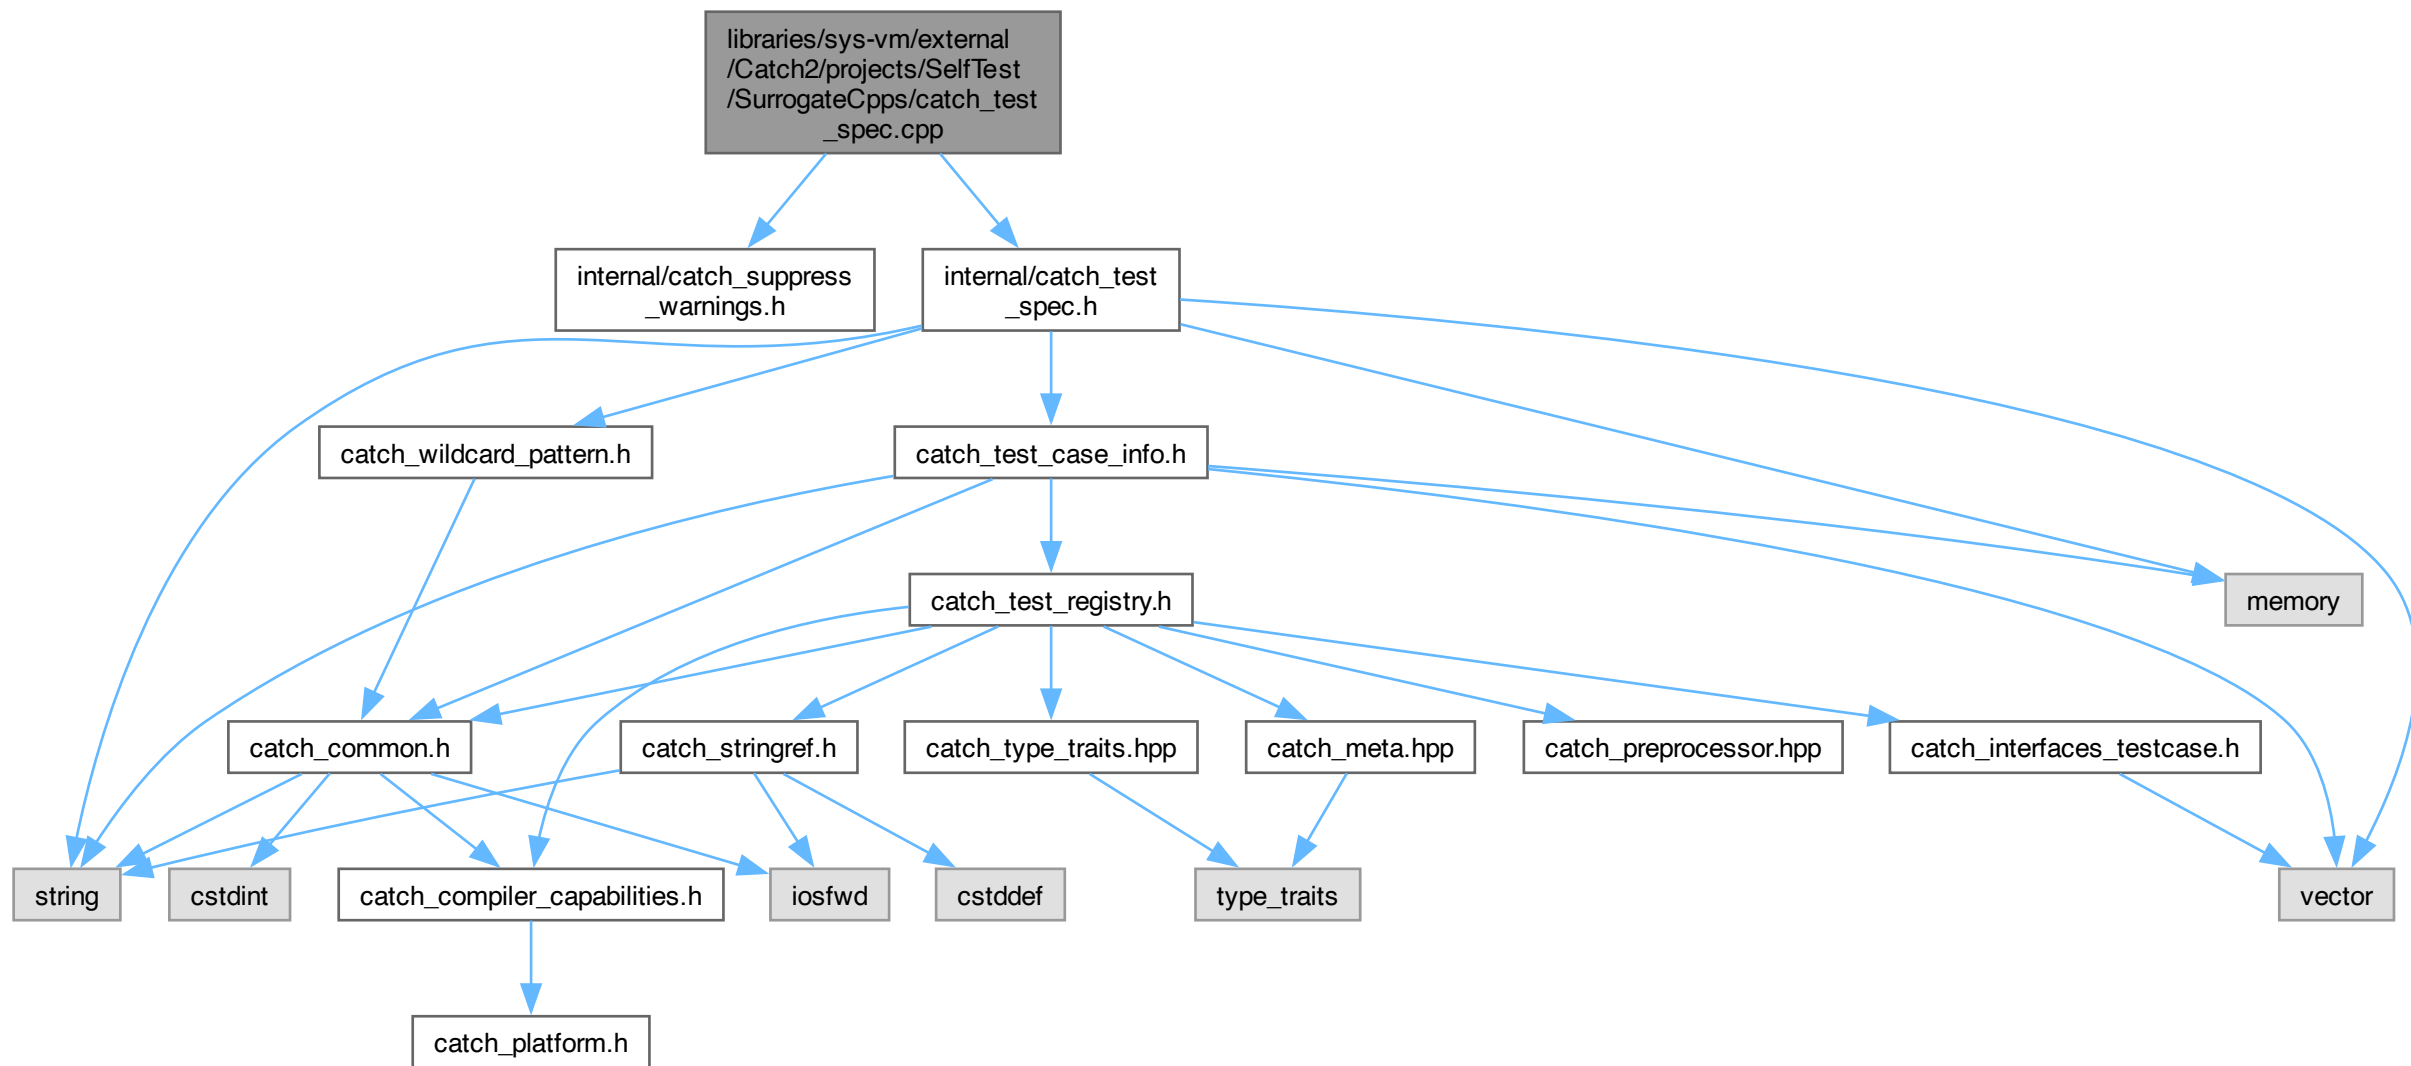 libraries/sys-vm/external
/Catch2/projects/SelfTest
/SurrogateCpps/catch_test
_spec.cpp
internal/catch_suppress
_warnings.h
internal/catch_test
_spec.h
catch_wildcard_pattern.h
catch_test_case_info.h
catch_test_registry.h
memory
catch_common.h
catch_stringref.h
catch_type_traits.hpp
catch_meta.hpp
catch_preprocessor.hpp
catch_interfaces_testcase.h
string
cstdint
catch_compiler_capabilities.h
iosfwd
cstddef
type_traits
vector
catch_platform.h